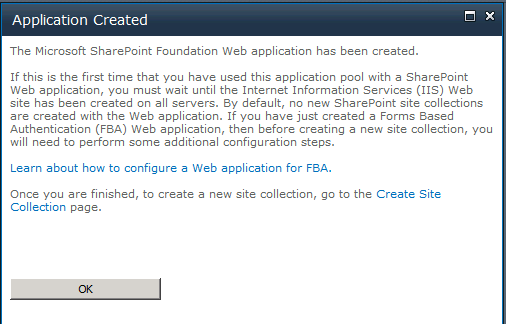 Application Created
The Microsoft SharePoint Foundation Web application has been created.
If this is the first time that you have used this application pool with a SharePoint
Web application, you must wait until the Internet Information Services (IIS) Web
site has been created on all servers. By default, no new SharePoint site collections
are created with the Web application. If you have just created a Forms Based
Authentication (FBA) Web application, then before creating a new site collection, you
will need to perform some additional configuration steps.
Learn about how to configure a Web application for FBA.
Once you are finished, to create a new site collection, go to the Create Site
Collection page.
OK